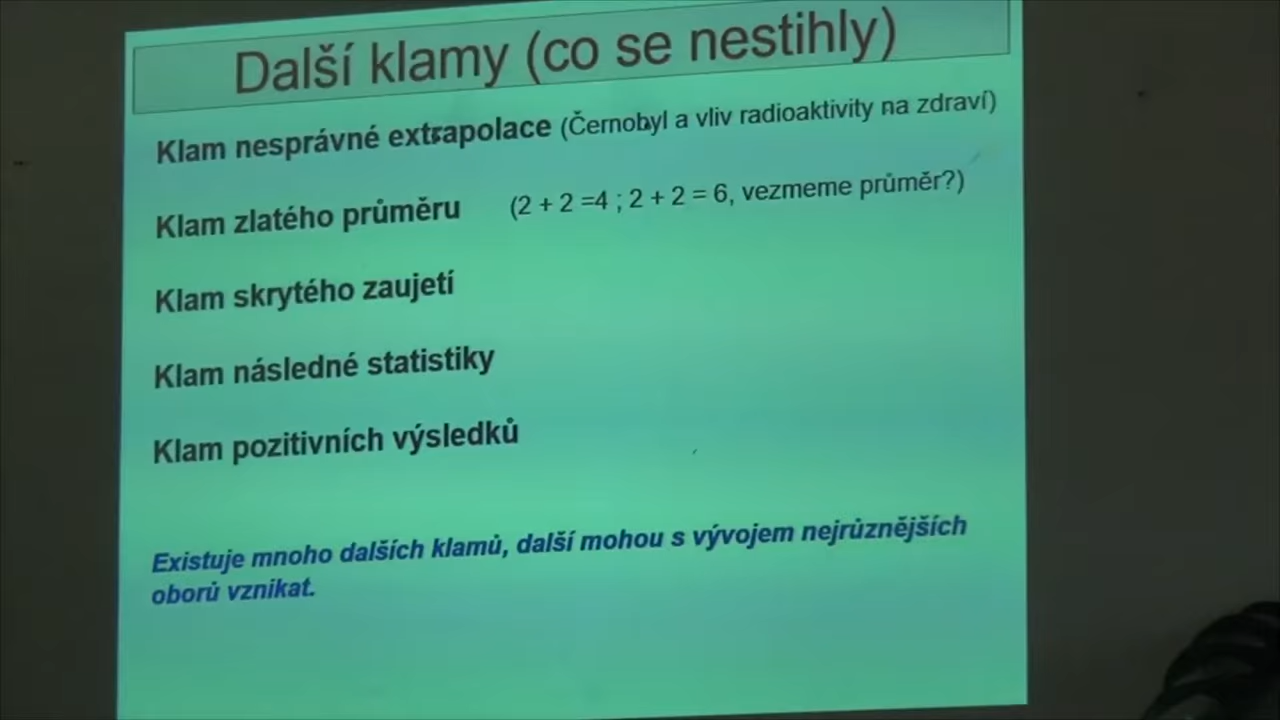 Další klamy (co se nestihly)
Klam nesprávné extrapolace (Černobyl a vliv radioaktivity na zdraví)
Klam zlatého průměru (2 + 2 =4 ; 2 + 2 = 6, vezmeme průměr?)
Klam skrytého zaujetí
Klam následné statistiky
Klam pozitivních výsledků
Existuje mnoho dalších klamů, další mohou s vývojem nejrůznějších
oborů vznikat.